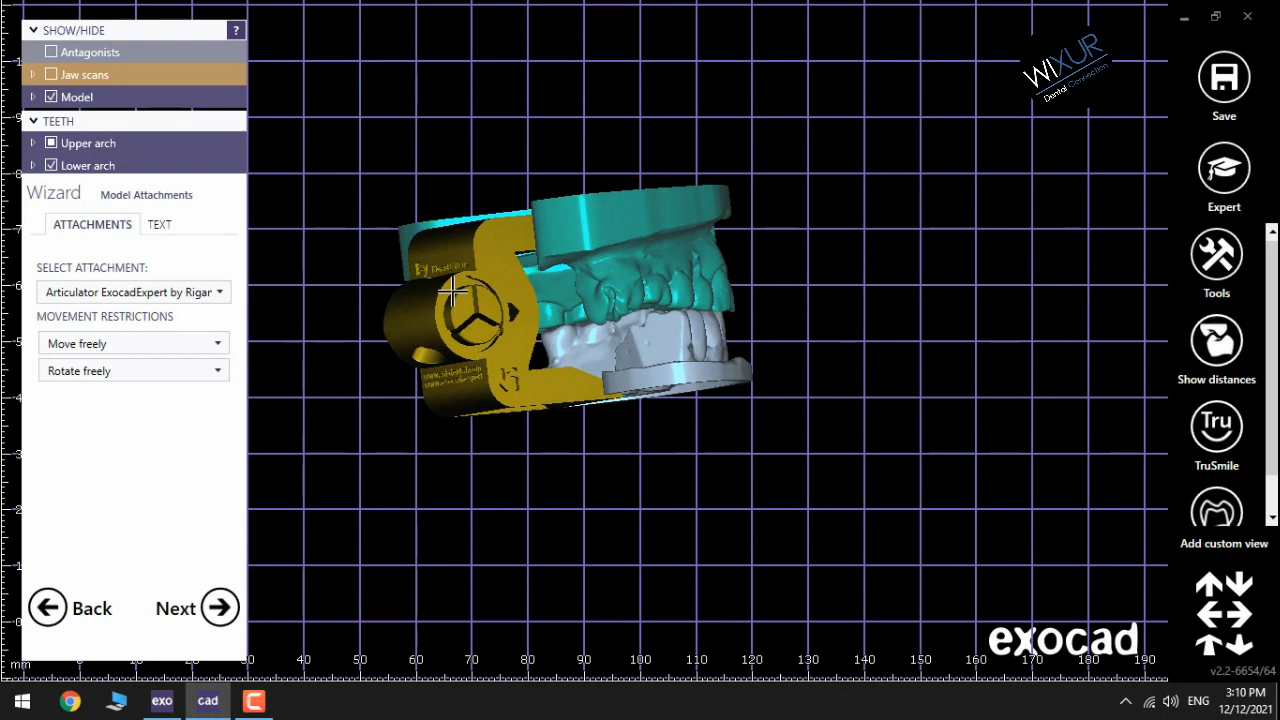 SHOW/HIDE
?
Antagonists
Jaw scans
Model
TEETH
Upper arch
Lower arch
Wizard Model Attachments
ATTACHMENTS TEXT
SELECT ATTACHMENT:
Articulator ExocadExpert by Rigar
MOVEMENT RESTRICTIONS
Move freely
Rotate freely
Back Next
WIXUR
Dental Connection
Save
Expert
Tools
Show distances
Tru
TruSmile
Add custom view
exocad
v2.2-6654/64
mm 20 30 40 50 60 70 80 90 100 110 120 130 140 150 160 170 180 190
exo cad
ENG
3:10 PM
12/12/2021